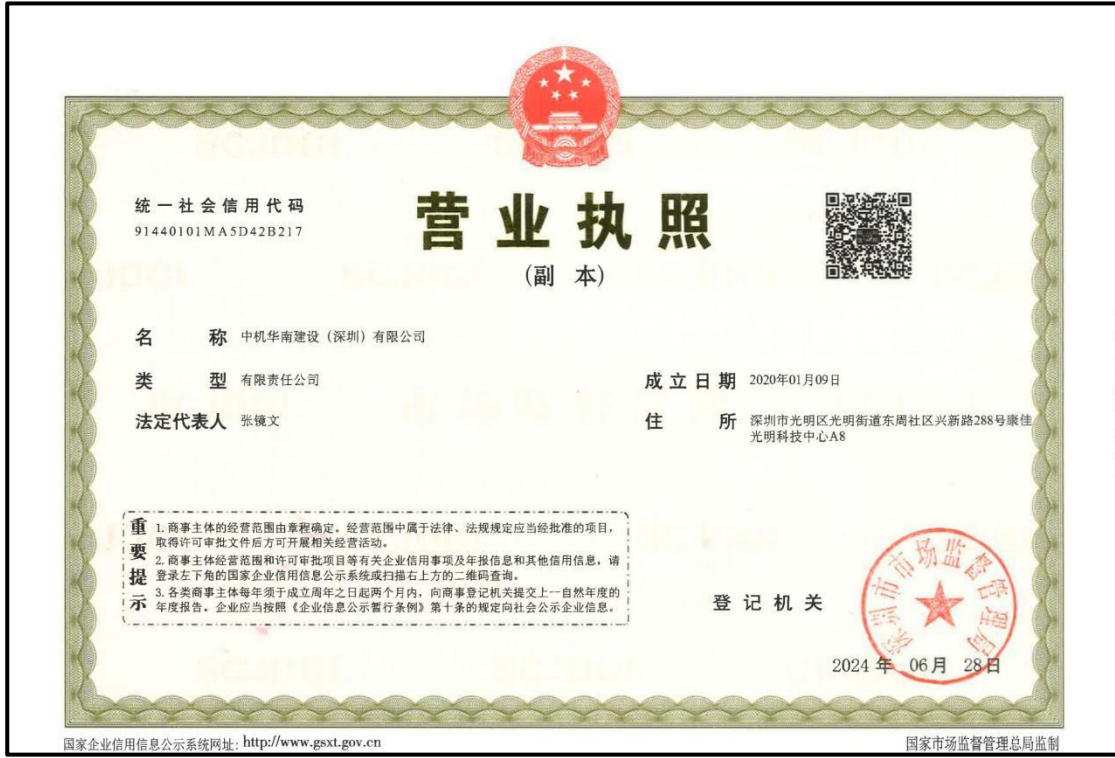 统一社会信用代码
91440101MA5D42B217
营业执照
(副 本)
名 称 中机华南建设（深圳）有限公司
类 型 有限责任公司
成立日期 2020年01月09日
法定代表人 张镜文
住 所 深圳市光明区光明街道东周社区兴新路288号康佳
光明科技中心A8
重要提示
1. 商事主体的经营范围由章程确定。经营范围中属于法律、法规规定应当经批准的项目，
取得许可审批文件后方可开展相关经营活动。
2. 商事主体经营范围和许可审批项目等有关企业信用事项及年报信息和其他信用信息，请
登录左下角的国家企业信用信息公示系统或扫描右上方的二维码查询。
3. 各类商事主体每年须于成立周年之日起两个月内，向商事登记机关提交上一自然年度的
年度报告。企业应当按照《企业信息公示暂行条例》第十条的规定向社会公示企业信息。
登记机关
深圳市市场监督管理局
2024 年 06月 28日
国家企业信用信息公示系统网址: http://www.gsxt.gov.cn
国家市场监督管理总局监制